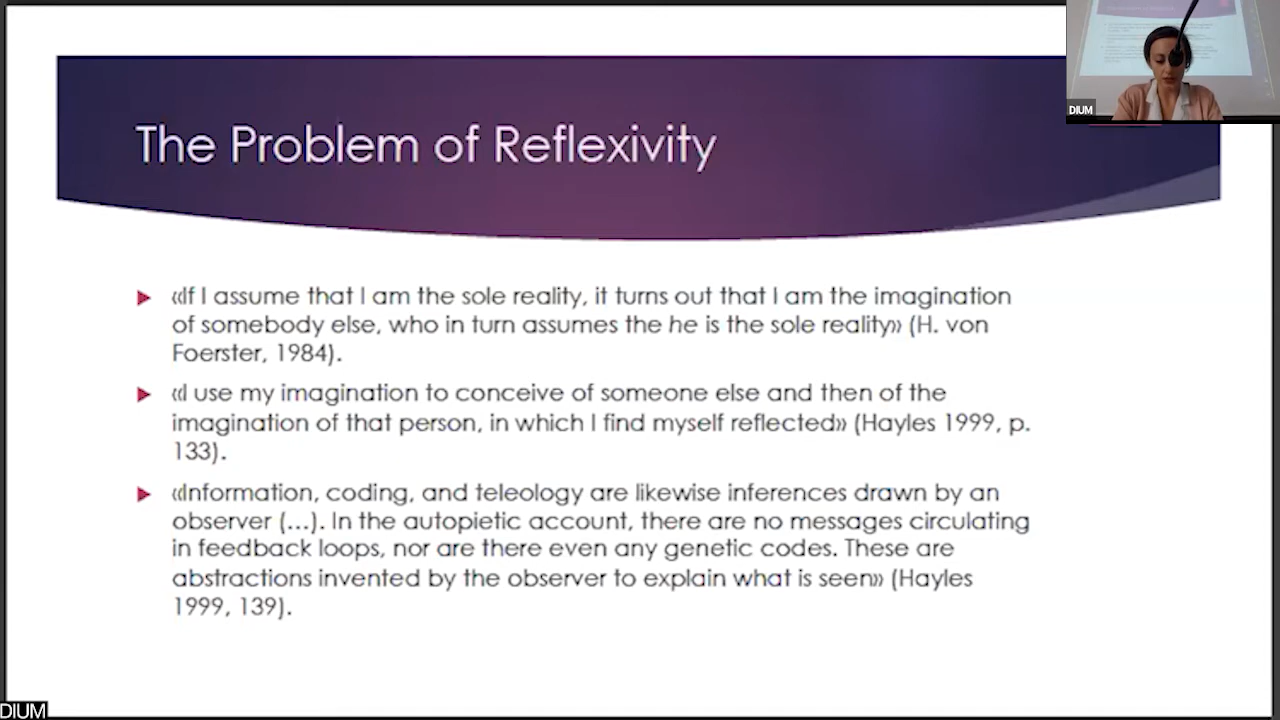 The Problem of Reflexivity
«If I assume that I am the sole reality, it turns out that I am the imagination
of somebody else, who in turn assumes the he is the sole reality» (H. von
Foerster, 1984).
«I use my imagination to conceive of someone else and then of the
imagination of that person, in which I find myself reflected» (Hayles 1999, p.
133).
«Information, coding, and teleology are likewise inferences drawn by an
observer (...). In the autopietic account, there are no messages circulating
in feedback loops, nor are there even any genetic codes. These are
abstractions invented by the observer to explain what is seen» (Hayles
1999, 139).
DIUM
DIUM